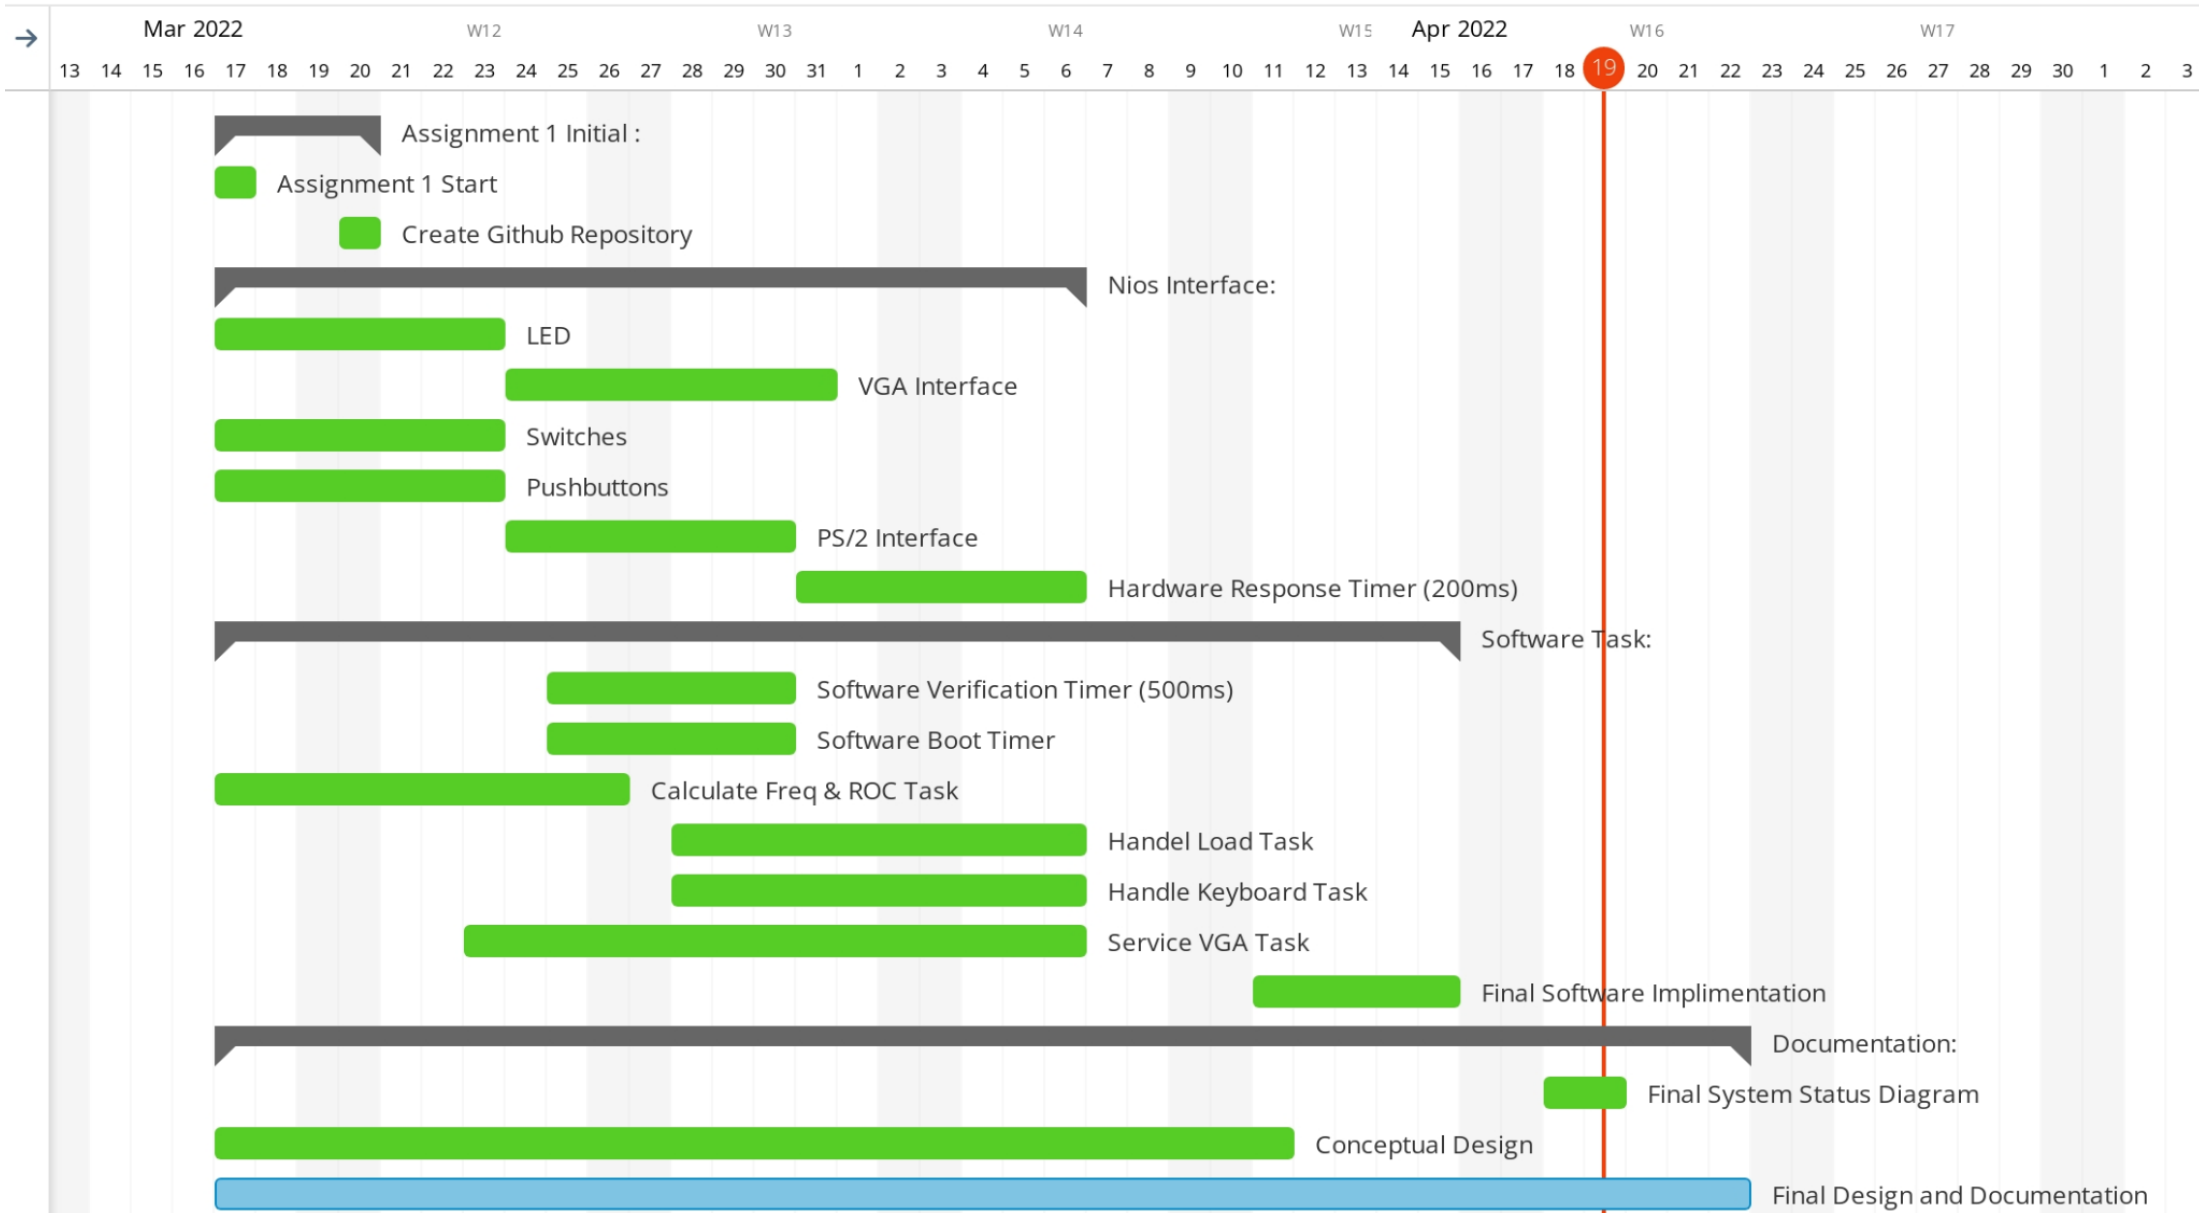 Mar 2022 W12 W13 W14 W15 Apr 2022 W16 W17
13 14 15 16 17 18 19 20 21 22 23 24 25 26 27 28 29 30 31 1 2 3 4 5 6 7 8 9 10 11 12 13 14 15 16 17 18 19 20 21 22 23 24 25 26 27 28 29 30 1 2 3
Assignment 1 Initial :
Assignment 1 Start
Create Github Repository
Nios Interface:
LED
VGA Interface
Switches
Pushbuttons
PS/2 Interface
Hardware Response Timer (200ms)
Software Task:
Software Verification Timer (500ms)
Software Boot Timer
Calculate Freq & ROC Task
Handel Load Task
Handle Keyboard Task
Service VGA Task
Final Software Implimentation
Documentation:
Final System Status Diagram
Conceptual Design
Final Design and Documentation